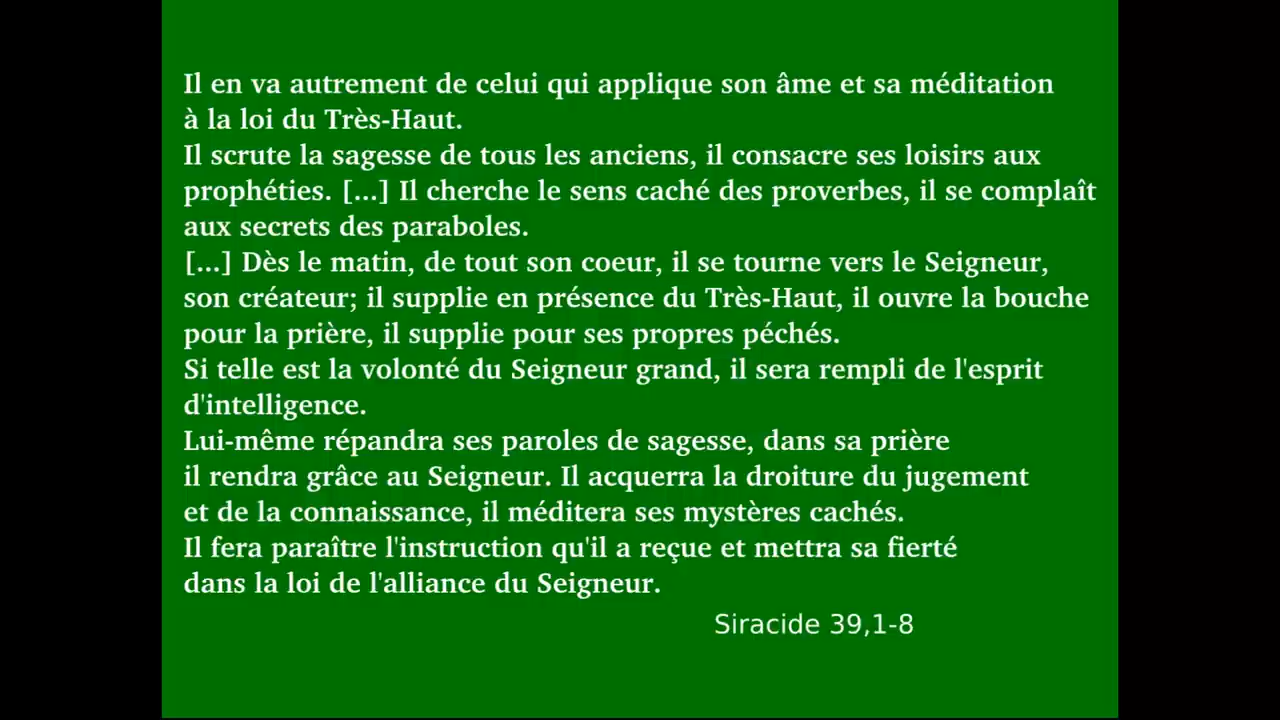 Il en va autrement de celui qui applique son âme et sa méditation
à la loi du Très-Haut.
Il scrute la sagesse de tous les anciens, il consacre ses loisirs aux
prophéties. [...] Il cherche le sens caché des proverbes, il se complaît
aux secrets des paraboles.
[...] Dès le matin, de tout son coeur, il se tourne vers le Seigneur,
son créateur; il supplie en présence du Très-Haut, il ouvre la bouche
pour la prière, il supplie pour ses propres péchés.
Si telle est la volonté du Seigneur grand, il sera rempli de l'esprit
d'intelligence.
Lui-même répandra ses paroles de sagesse, dans sa prière
il rendra grâce au Seigneur. Il acquerra la droiture du jugement
et de la connaissance, il méditera ses mystères cachés.
Il fera paraître l'instruction qu'il a reçue et mettra sa fierté
dans la loi de l'alliance du Seigneur.
Siracide 39,1-8